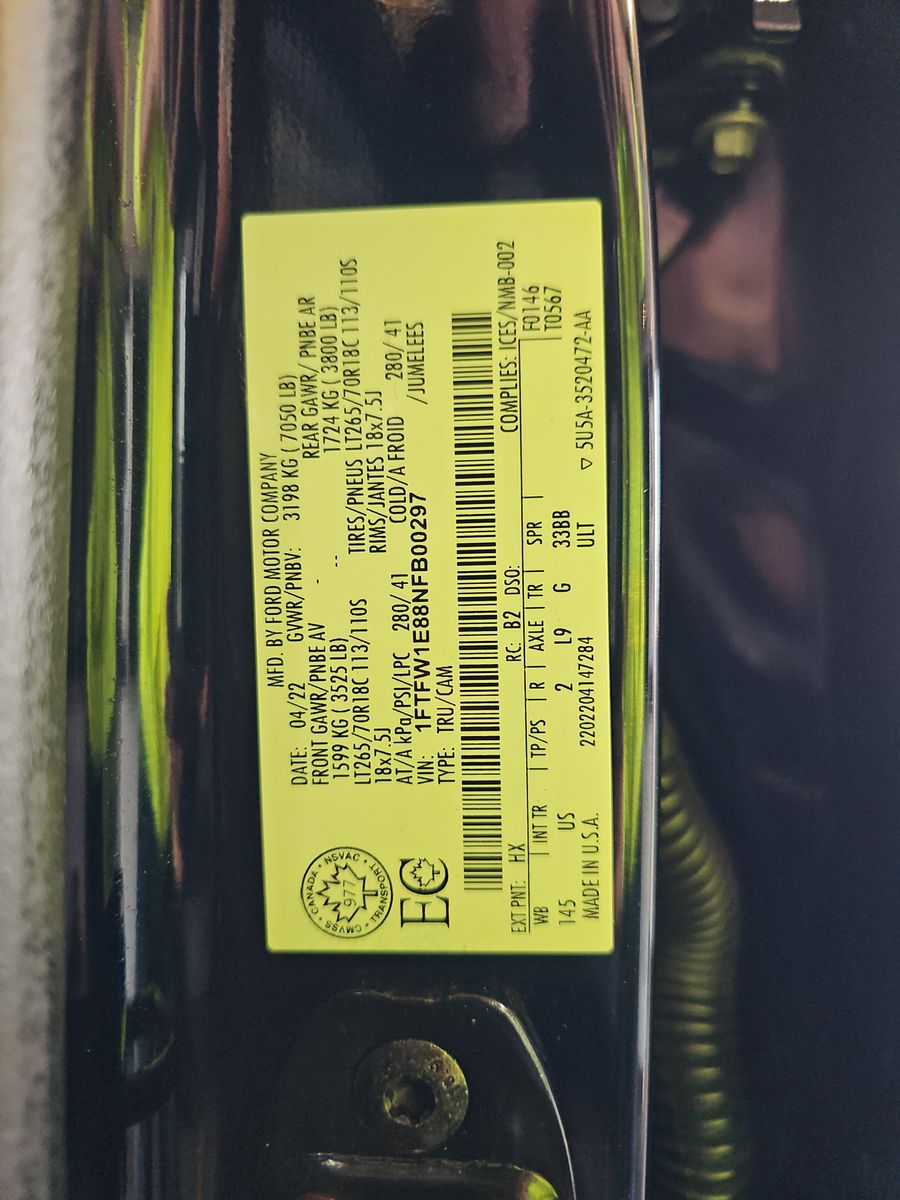 MFD. BY FORD MOTOR COMPANY
DATE: 04/22 GVWR/PNBV: 3198 KG ( 7050 LB)
FRONT GAWR/PNBE AV - REAR GAWR/ PNBE AR
1599 KG ( 3525 LB) -- 1724 KG ( 3800 LB)
LT265/70R18C 113/110S TIRES/PNEUS LT265/70R18C 113/110S
18x7.5J RIMS/JANTES 18x7.5J
AT/A kPa/PSI/LPC 280/ 41 COLD/A FROID 280/ 41
VIN: 1FTFW1E88NFB00297 /JUMELEES
TYPE: TRU/CAM
CANADA • NSVAC • TRANSPORT • CMVSS •
977
EC
COMPLIES: ICES/NMB-002
EXT PNT: HX RC: B2 DSO: F0146
WB | INT TR | TP/PS | R | AXLE | TR | SPR | T0567
145 US 2 L9 G 33BB
MADE IN U.S.A. 2202204147284 ULT ▽ 5U5A-3520472-AA